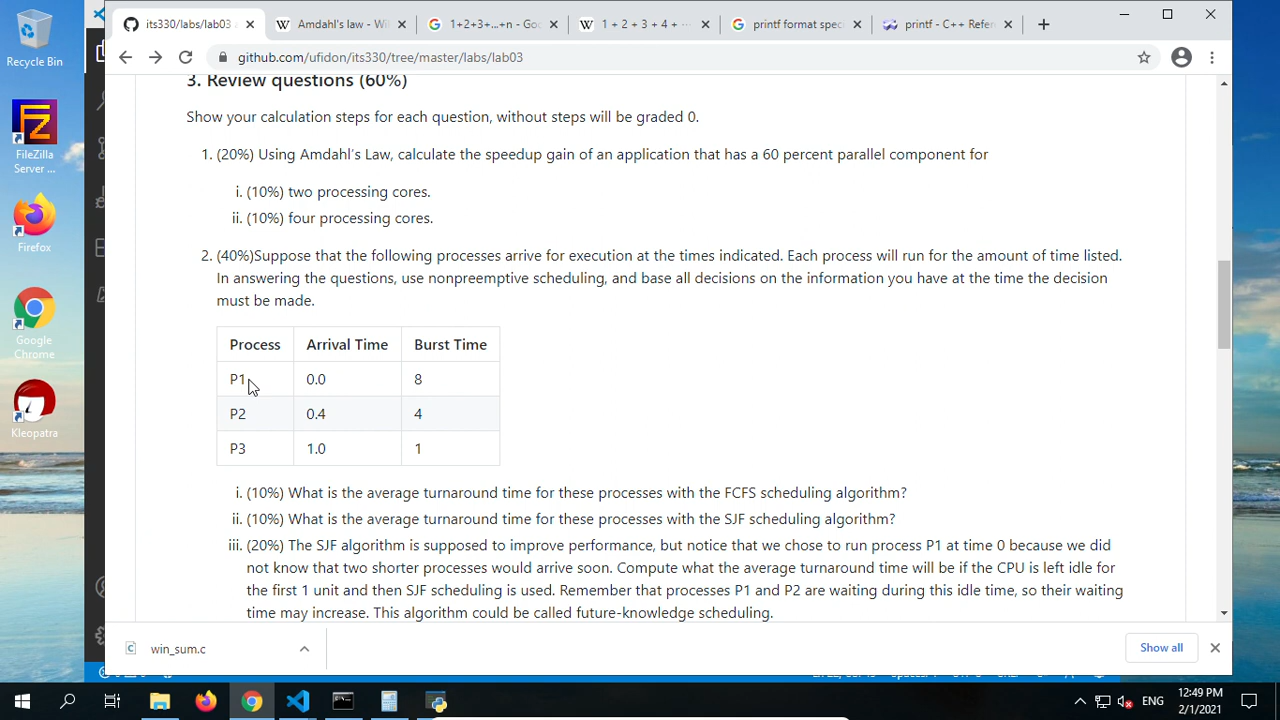 Recycle Bin
FileZilla
Server ...
Firefox
Google
Chrome
Kleopatra
its330/labs/lab03
Amdahl's law - Wi
1+2+3+...+n - Goo
1 + 2 + 3 + 4 + ···
printf format spec
printf - C++ Refere
github.com/ufidon/its330/tree/master/labs/lab03
3. Review questions (60%)
Show your calculation steps for each question, without steps will be graded 0.
1. (20%) Using Amdahl's Law, calculate the speedup gain of an application that has a 60 percent parallel component for
i. (10%) two processing cores.
ii. (10%) four processing cores.
2. (40%)Suppose that the following processes arrive for execution at the times indicated. Each process will run for the amount of time listed.
In answering the questions, use nonpreemptive scheduling, and base all decisions on the information you have at the time the decision
must be made.
Process Arrival Time Burst Time
P1 0.0 8
P2 0.4 4
P3 1.0 1
i. (10%) What is the average turnaround time for these processes with the FCFS scheduling algorithm?
ii. (10%) What is the average turnaround time for these processes with the SJF scheduling algorithm?
iii. (20%) The SJF algorithm is supposed to improve performance, but notice that we chose to run process P1 at time 0 because we did
not know that two shorter processes would arrive soon. Compute what the average turnaround time will be if the CPU is left idle for
the first 1 unit and then SJF scheduling is used. Remember that processes P1 and P2 are waiting during this idle time, so their waiting
time may increase. This algorithm could be called future-knowledge scheduling.
win_sum.c
Show all
ENG
12:49 PM
2/1/2021